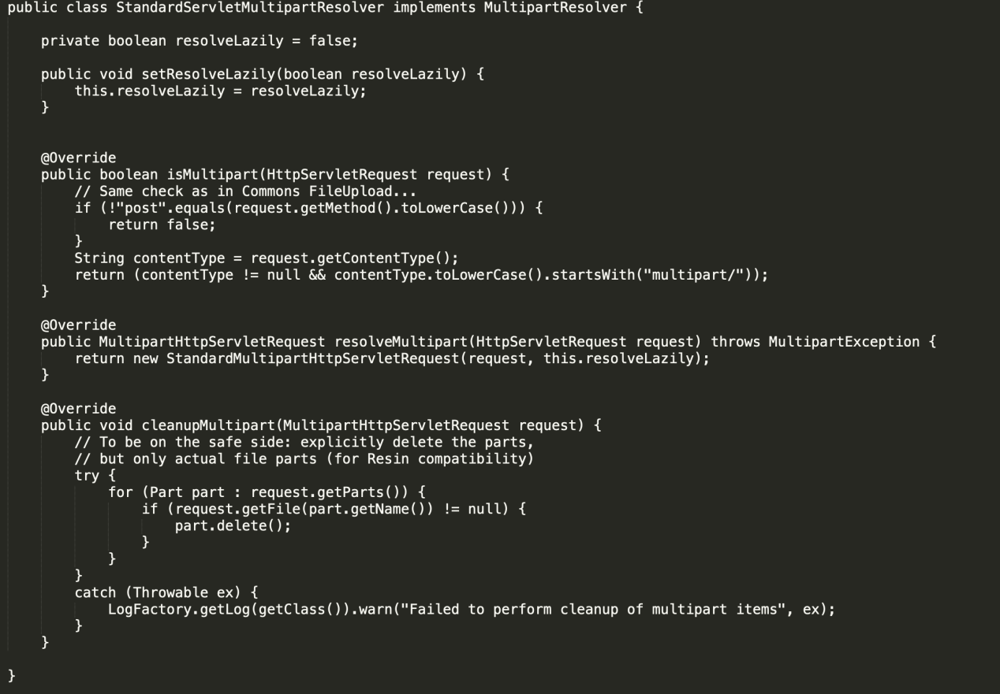 public class StandardServletMultipartResolver implements MultipartResolver {
    private boolean resolveLazily = false;
    public void setResolveLazily(boolean resolveLazily) {
        this.resolveLazily = resolveLazily;
    }
    @Override
    public boolean isMultipart(HttpServletRequest request) {
        // Same check as in Commons FileUpload...
        if (!"post".equals(request.getMethod().toLowerCase())) {
            return false;
        }
        String contentType = request.getContentType();
        return (contentType != null && contentType.toLowerCase().startsWith("multipart/"));
    }
    @Override
    public MultipartHttpServletRequest resolveMultipart(HttpServletRequest request) throws MultipartException {
        return new StandardMultipartHttpServletRequest(request, this.resolveLazily);
    }
    @Override
    public void cleanupMultipart(MultipartHttpServletRequest request) {
        // To be on the safe side: explicitly delete the parts,
        // but only actual file parts (for Resin compatibility)
        try {
            for (Part part : request.getParts()) {
                if (request.getFile(part.getName()) != null) {
                    part.delete();
                }
            }
        }
        catch (Throwable ex) {
            LogFactory.getLog(getClass()).warn("Failed to perform cleanup of multipart items", ex);
        }
    }
}